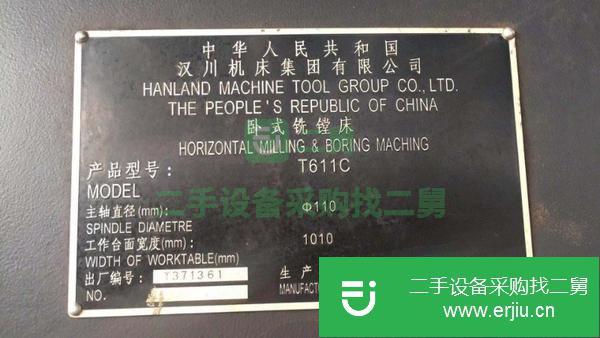 中华人民共和国
汉川机床集团有限公司
HANLAND MACHINE TOOL GROUP CO.,LTD.
THE PEOPLE'S REPUBLIC OF CHINA
卧式铣镗床
HORIZONTAL MILLING & BORING MACHING
产品型号: T611C
MODEL
二手设备采购找二舅
主轴直径(mm): Φ110
SPINDLE DIAMETRE
工作台面宽度(mm): 1010
WIDTH OF WORKTABLE(mm)
出厂编号: Y371361 生产
NO. MANUFACT
二手设备采购找二舅
www.erjiu.cn